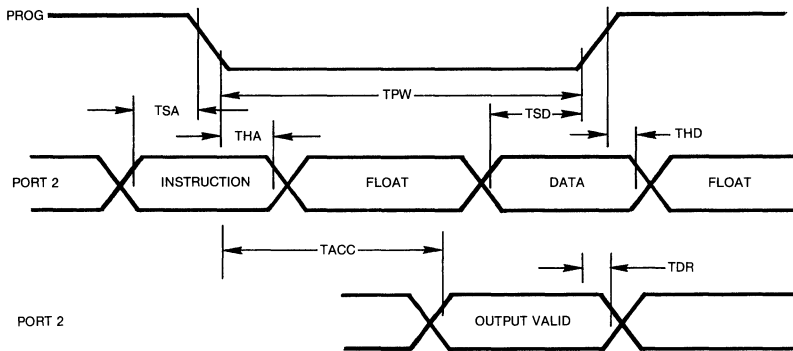 PROG
TPW
TSA
TSD
THA
THD
PORT 2
INSTRUCTION
FLOAT
DATA
FLOAT
TACC
TDR
PORT 2
OUTPUT VALID